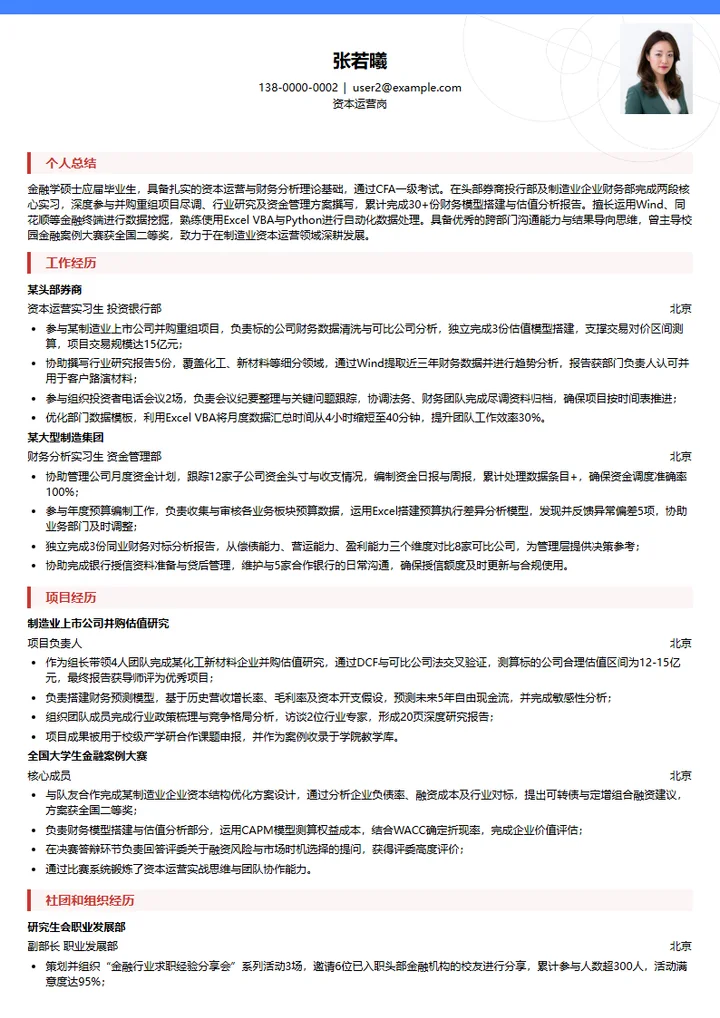 张若曦
138-0000-0002 | user2@example.com
资本运营岗
个人总结
金融学硕士应届毕业生，具备扎实的资本运营与财务分析理论基础，通过CFA一级考试。在头部券商投行部及制造业企业财务部完成两段核
心实习，深度参与并购重组项目尽调、行业研究及资金管理方案撰写，累计完成30+份财务模型搭建与估值分析报告。擅长运用Wind、同
花顺等金融终端进行数据挖掘，熟练使用Excel VBA与Python进行自动化数据处理。具备优秀的跨部门沟通能力与结果导向思维，曾主导校
园金融案例大赛获全国二等奖，致力于在制造业资本运营领域深耕发展。
工作经历
某头部券商
资本运营实习生 投资银行部 北京
• 参与某制造业上市公司并购重组项目，负责标的公司财务数据清洗与可比公司分析，独立完成3份估值模型搭建，支撑交易对价区间测
算，项目交易规模达15亿元；
• 协助撰写行业研究报告5份，覆盖化工、新材料等细分领域，通过Wind提取近三年财务数据并进行趋势分析，报告获部门负责人认可并
用于客户路演材料；
• 参与组织投资者电话会议2场，负责会议纪要整理与关键问题跟踪，协调法务、财务团队完成尽调资料归档，确保项目按时间表推进；
• 优化部门数据模板，利用Excel VBA将月度数据汇总时间从4小时缩短至40分钟，提升团队工作效率30%。
某大型制造集团
财务分析实习生 资金管理部 北京
• 协助管理公司月度资金计划，跟踪12家子公司资金头寸与收支情况，编制资金日报与周报，累计处理数据条目+，确保资金调度准确率
100%；
• 参与年度预算编制工作，负责收集与审核各业务板块预算数据，运用Excel搭建预算执行差异分析模型，发现并反馈异常偏差5项，协助
业务部门及时调整；
• 独立完成3份同业财务对标分析报告，从偿债能力、营运能力、盈利能力三个维度对比8家可比公司，为管理层提供决策参考；
• 协助完成银行授信资料准备与贷后管理，维护与5家合作银行的日常沟通，确保授信额度及时更新与合规使用。
项目经历
制造业上市公司并购估值研究
项目负责人 北京
• 作为组长带领4人团队完成某化工新材料企业并购估值研究，通过DCF与可比公司法交叉验证，测算标的公司合理估值区间为12-15亿
元，最终报告获导师评为优秀项目；
• 负责搭建财务预测模型，基于历史营收增长率、毛利率及资本开支假设，预测未来5年自由现金流，并完成敏感性分析；
• 组织团队成员完成行业政策梳理与竞争格局分析，访谈2位行业专家，形成20页深度研究报告；
• 项目成果被用于校级产学研合作课题申报，并作为案例收录于学院教学库。
全国大学生金融案例大赛
核心成员 北京
• 与队友合作完成某制造业企业资本结构优化方案设计，通过分析企业负债率、融资成本及行业对标，提出可转债与定增组合融资建议，
方案获全国二等奖；
• 负责财务模型搭建与估值分析部分，运用CAPM模型测算权益成本，结合WACC确定折现率，完成企业价值评估；
• 在决赛答辩环节负责回答评委关于融资风险与市场时机选择的提问，获得评委高度评价；
• 通过比赛系统锻炼了资本运营实战思维与团队协作能力。
社团和组织经历
研究生会职业发展部
副部长 职业发展部 北京
• 策划并组织“金融行业求职经验分享会”系列活动3场，邀请6位已入职头部金融机构的校友进行分享，累计参与人数超300人，活动满
意度达95%；